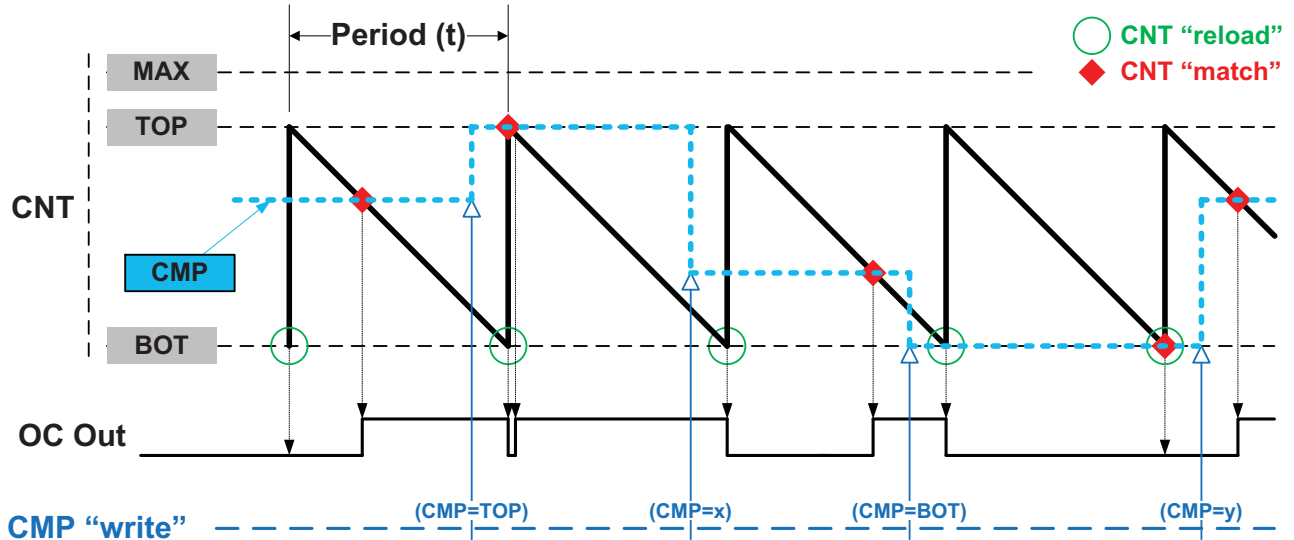 Period (t)
CNT “reload”
CNT “match”
MAX
TOP
CNT
CMP
BOT
OC Out
(CMP=TOP)
(CMP=x)
(CMP=BOT)
(CMP=y)
CMP “write”